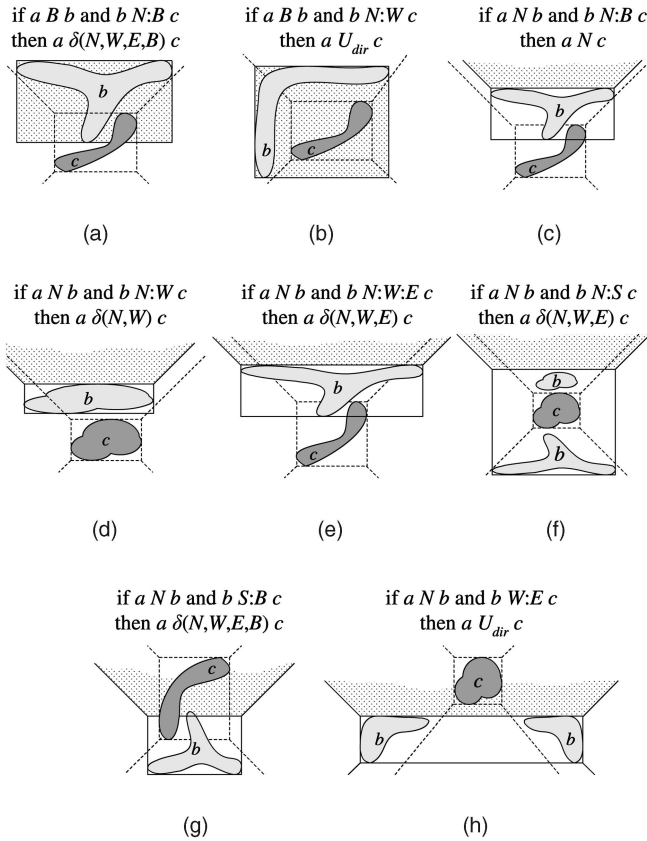 if a B b and b N:B c
then a δ(N,W,E,B) c
b
c
(a)
if a B b and b N:W c
then a U_dir c
b
c
(b)
if a N b and b N:B c
then a N c
b
c
(c)
if a N b and b N:W c
then a δ(N,W) c
b
c
(d)
if a N b and b N:W:E c
then a δ(N,W,E) c
b
c
(e)
if a N b and b N:S c
then a δ(N,W,E) c
b
c
b
(f)
if a N b and b S:B c
then a δ(N,W,E,B) c
c
b
(g)
if a N b and b W:E c
then a U_dir c
c
b
b
(h)